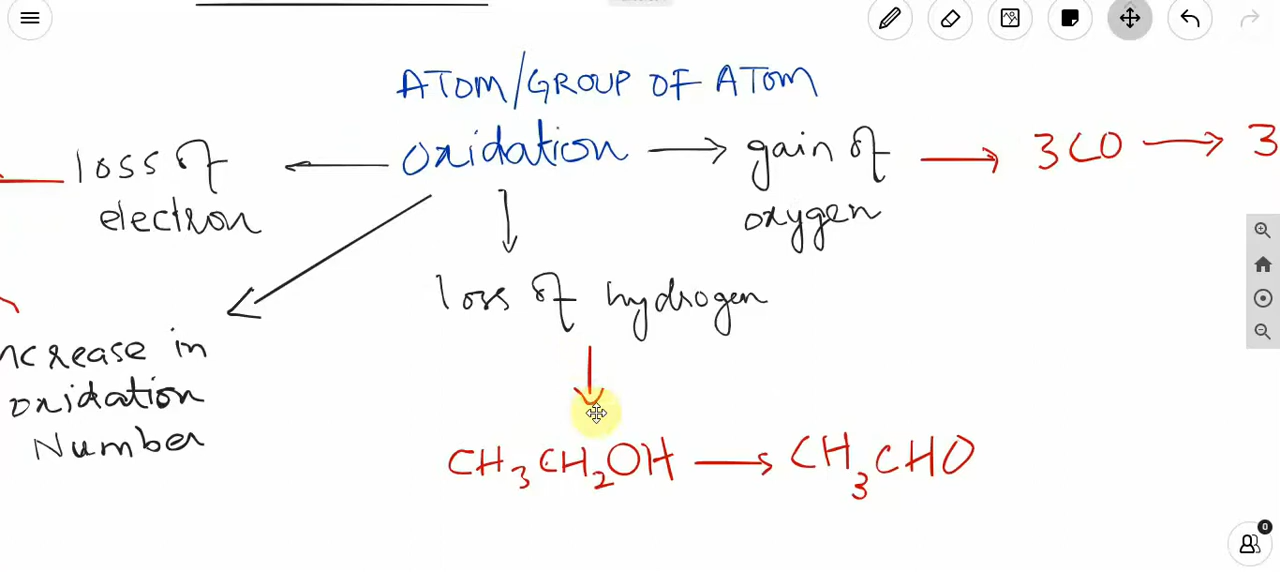 ATOM/GROUP OF ATOM
loss of
electron
oxidation
gain of
oxygen
3CO → 3
loss of hydrogen
ncrease in
oxidation
Number
CH₃CH₂OH → CH₃CHO
0